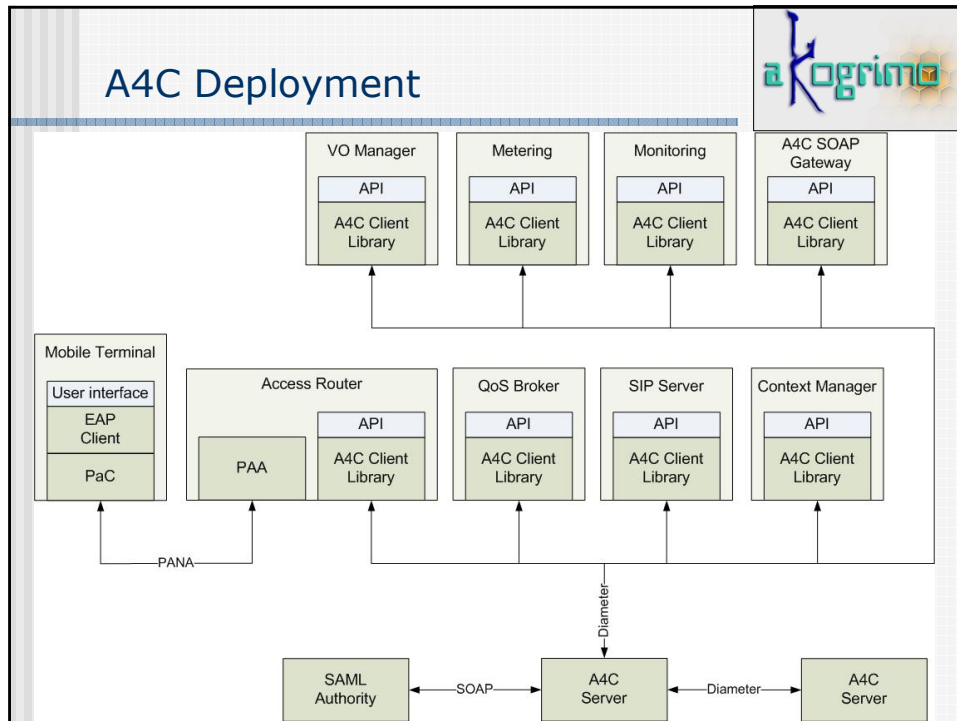 A4C Deployment
akogrimo
VO Manager
API
A4C Client
Library
Metering
API
A4C Client
Library
Monitoring
API
A4C Client
Library
A4C SOAP
Gateway
API
A4C Client
Library
Mobile Terminal
User interface
EAP
Client
PaC
Access Router
PAA
API
A4C Client
Library
QoS Broker
API
A4C Client
Library
SIP Server
API
A4C Client
Library
Context Manager
API
A4C Client
Library
PANA
Diameter
SAML
Authority
SOAP
A4C
Server
Diameter
A4C
Server